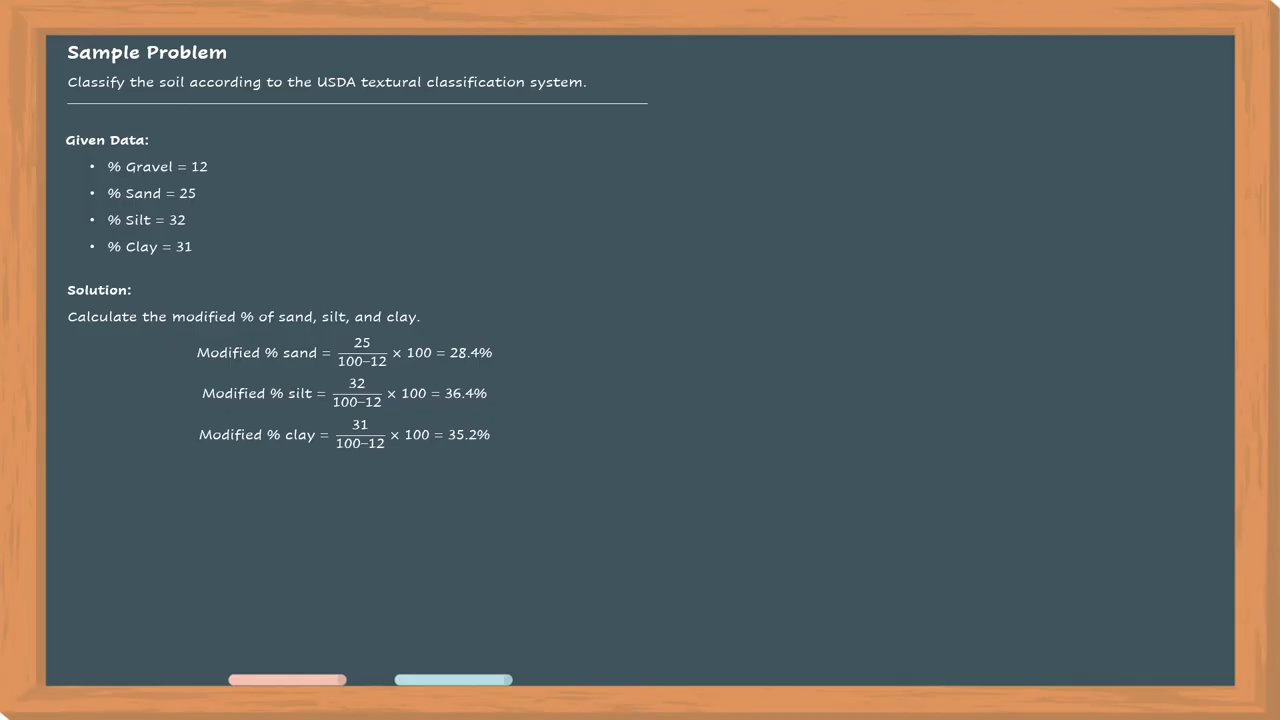 Sample Problem
Classify the soil according to the USDA textural classification system.
Given Data:
• % Gravel = 12
• % Sand = 25
• % Silt = 32
• % Clay = 31
Solution:
Calculate the modified % of sand, silt, and clay.
Modified % sand = 25/100–12 × 100 = 28.4%
Modified % silt = 32/100–12 × 100 = 36.4%
Modified % clay = 31/100–12 × 100 = 35.2%